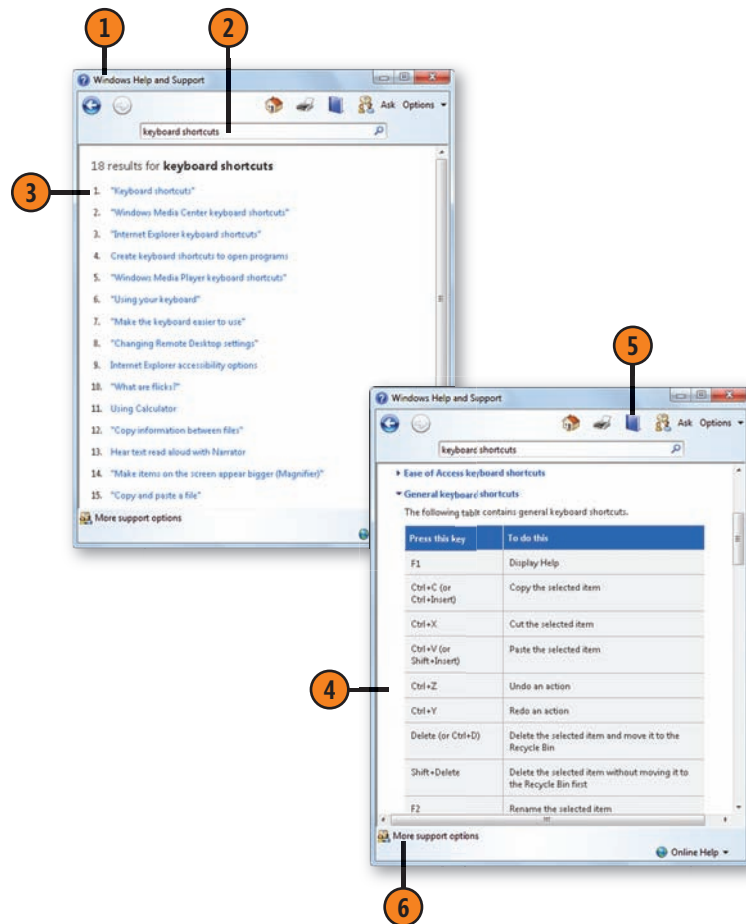 1
2
Windows Help and Support
Ask Options
keyboard shortcuts
18 results for keyboard shortcuts
3
1. "Keyboard shortcuts"
2. "Windows Media Center keyboard shortcuts"
3. "Internet Explorer keyboard shortcuts"
4. Create keyboard shortcuts to open programs
5. "Windows Media Player keyboard shortcuts"
6. "Using your keyboard"
7. "Make the keyboard easier to use"
8. "Changing Remote Desktop settings"
9. Internet Explorer accessibility options
10. "What are flicks?"
11. Using Calculator
12. "Copy information between files"
13. Hear text read aloud with Narrator
14. "Make items on the screen appear bigger (Magnifier)"
15. "Copy and paste a file"
More support options
5
Windows Help and Support
Ask Options
keyboard shortcuts
Ease of Access keyboard shortcuts
General keyboard shortcuts
The following table contains general keyboard shortcuts.
Press this key To do this
F1 Display Help
Ctrl+C (or Copy the selected item
Ctrl+Insert)
Ctrl+X Cut the selected item
Ctrl+V (or Paste the selected item
Shift+Insert)
4
Ctrl+Z Undo an action
Ctrl+Y Redo an action
Delete (or Ctrl+D) Delete the selected item and move it to the
Recycle Bin
Shift+Delete Delete the selected item without moving it to
the Recycle Bin first
F2 Rename the selected item
More support options
Online Help
6